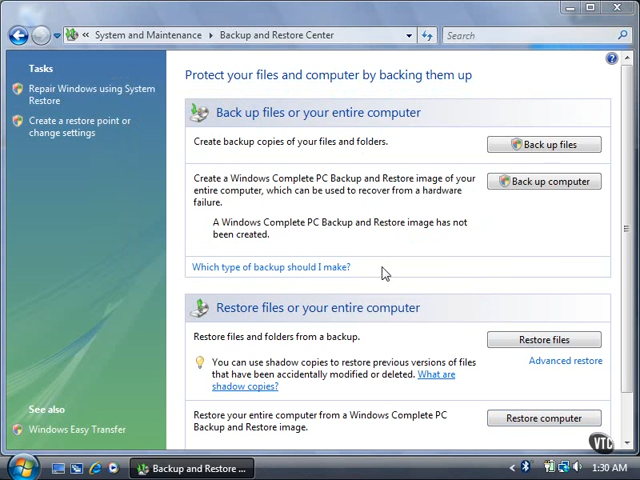 System and Maintenance
Backup and Restore Center
Search
Tasks
Repair Windows using System
Restore
Create a restore point or
change settings
Protect your files and computer by backing them up
Back up files or your entire computer
Create backup copies of your files and folders.
Back up files
Create a Windows Complete PC Backup and Restore image of your
entire computer, which can be used to recover from a hardware
failure.
Back up computer
A Windows Complete PC Backup and Restore image has not
been created.
Which type of backup should I make?
Restore files or your entire computer
Restore files and folders from a backup.
Restore files
You can use shadow copies to restore previous versions of files
that have been accidentally modified or deleted. What are
shadow copies?
Advanced restore
Restore your entire computer from a Windows Complete PC
Backup and Restore image.
Restore computer
See also
Windows Easy Transfer
VTC
Backup and Restore ...
1:30 AM